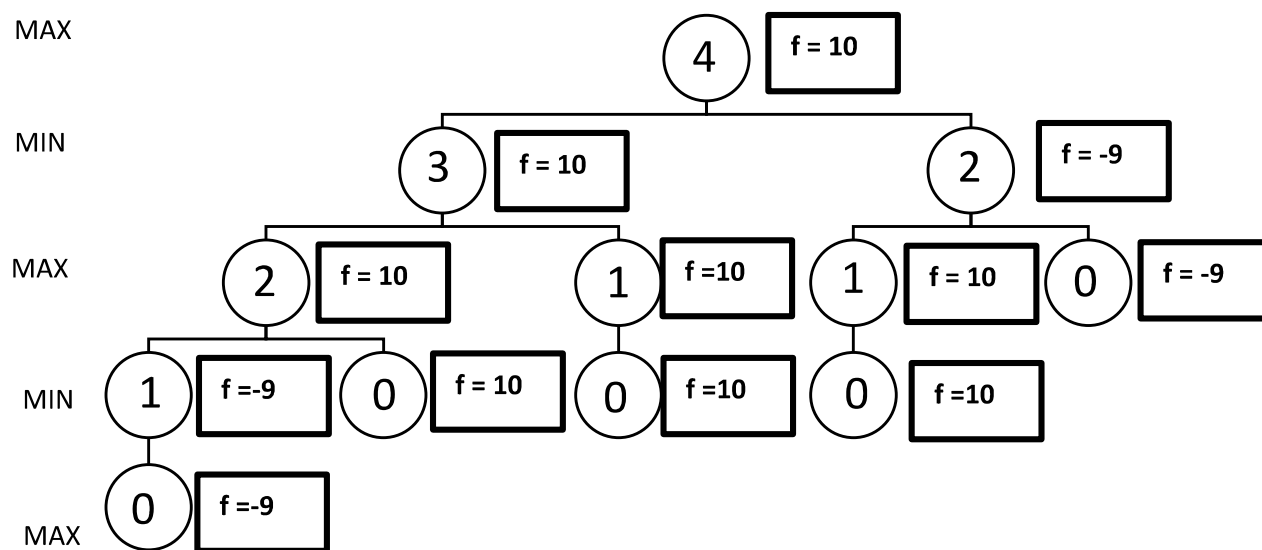 MAX
4
f = 10
MIN
3
f = 10
2
f = -9
MAX
2
f = 10
1
f =10
1
f = 10
0
f = -9
MIN
1
f =-9
0
f = 10
0
f =10
0
f =10
0
f =-9
MAX